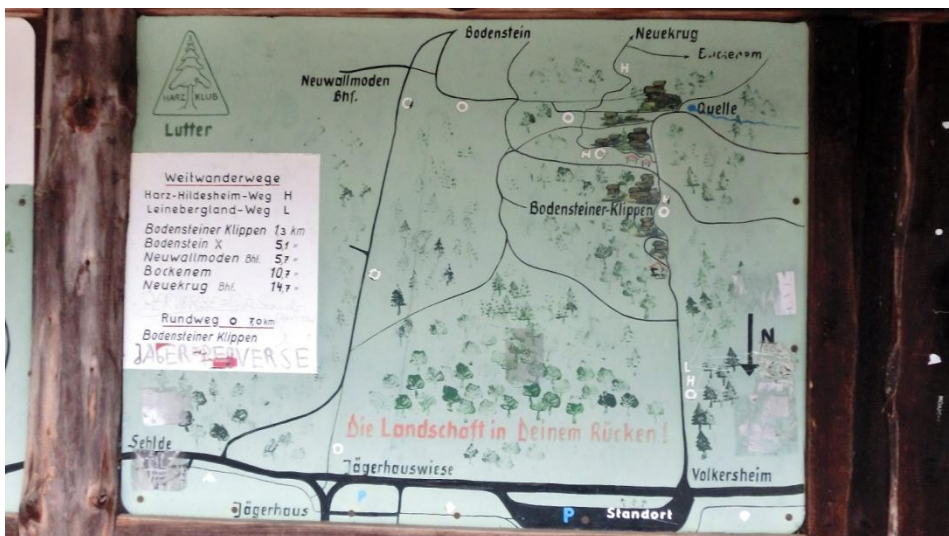 Bodenstein
Neuekrug
Neuwallmoden
Bhf.
H
HARZ KLUB
Lutter
Quelle
Weitwanderwege
Harz-Hildesheim-Weg H
Leinebergland-Weg L
Bodensteiner Klippen 1,3 km
Bodenstein X 5,1 "
Neuwallmoden Bhf. 5,7 "
Bockenem 10,7 "
Neuekrug Bhf. 14,7 "
Rundweg O 7,0 km
Bodensteiner Klippen
JÄGER PERVERSE
H
Bodensteiner-Klippen
N
L
H
Die Landschaft in Deinem Rücken!
Sehlde
Jägerhauswiese
Volkersheim
Jägerhaus
P
P
Standort